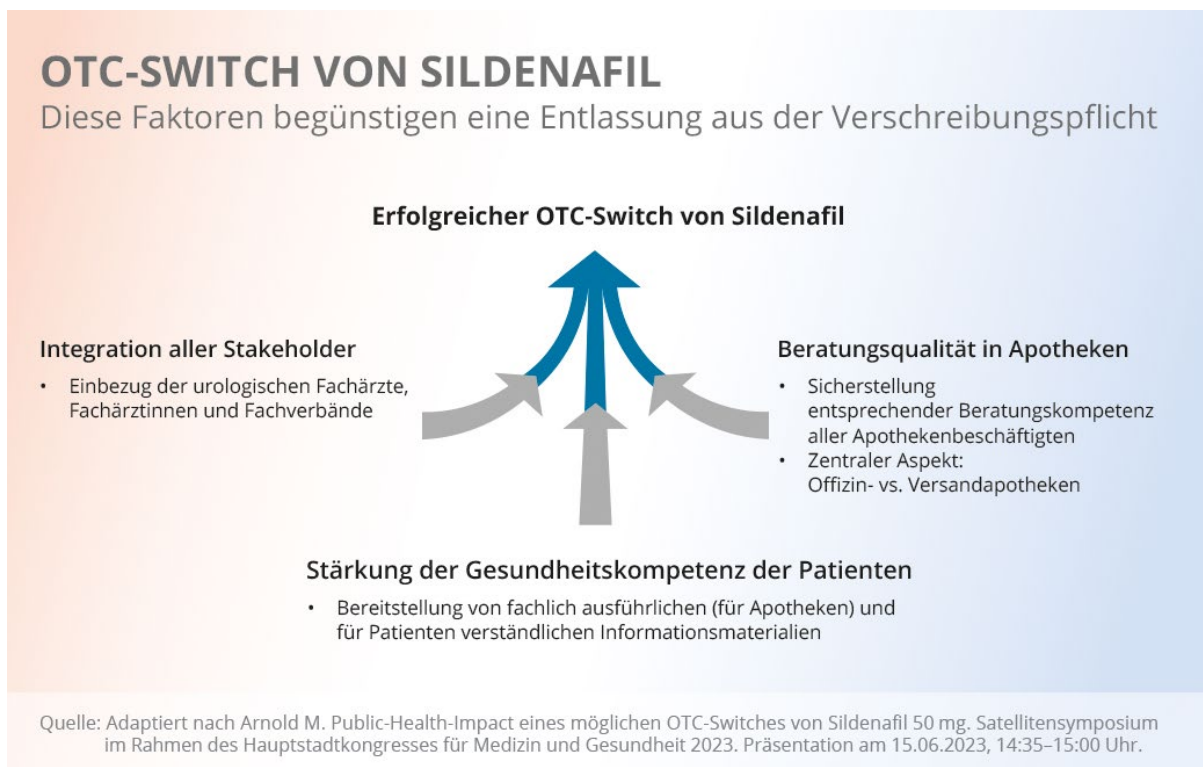 OTC-SWITCH VON SILDENAFIL
Diese Faktoren begünstigen eine Entlassung aus der Verschreibungspflicht
Erfolgreicher OTC-Switch von Sildenafil
Integration aller Stakeholder
• Einbezug der urologischen Fachärzte,
Fachärztinnen und Fachverbände
Beratungsqualität in Apotheken
• Sicherstellung
entsprechender Beratungskompetenz
aller Apothekenbeschäftigten
• Zentraler Aspekt:
Offizin- vs. Versandapotheken
Stärkung der Gesundheitskompetenz der Patienten
• Bereitstellung von fachlich ausführlichen (für Apotheken) und
für Patienten verständlichen Informationsmaterialien
Quelle: Adaptiert nach Arnold M. Public-Health-Impact eines möglichen OTC-Switches von Sildenafil 50 mg. Satellitensymposium
im Rahmen des Hauptstadtkongresses für Medizin und Gesundheit 2023. Präsentation am 15.06.2023, 14:35–15:00 Uhr.